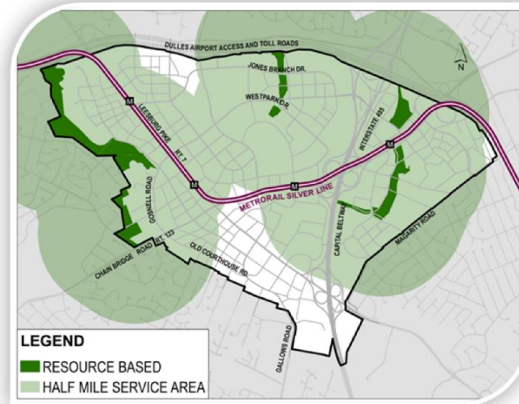 DULLES AIRPORT ACCESS AND TOLL ROADS
N
JONES BRANCH DR.
WESTPARK DR.
INTERSTATE 495
M
LEESBURG PIKE RT. 7
M
M
M
METRORAIL SILVER LINE
GOSNELL ROAD
CAPITAL BELTWAY
MAGARITY ROAD
CHAIN BRIDGE ROAD RT. 123
OLD COURTHOUSE RD.
GALLOWS ROAD
LEGEND
RESOURCE BASED
HALF MILE SERVICE AREA